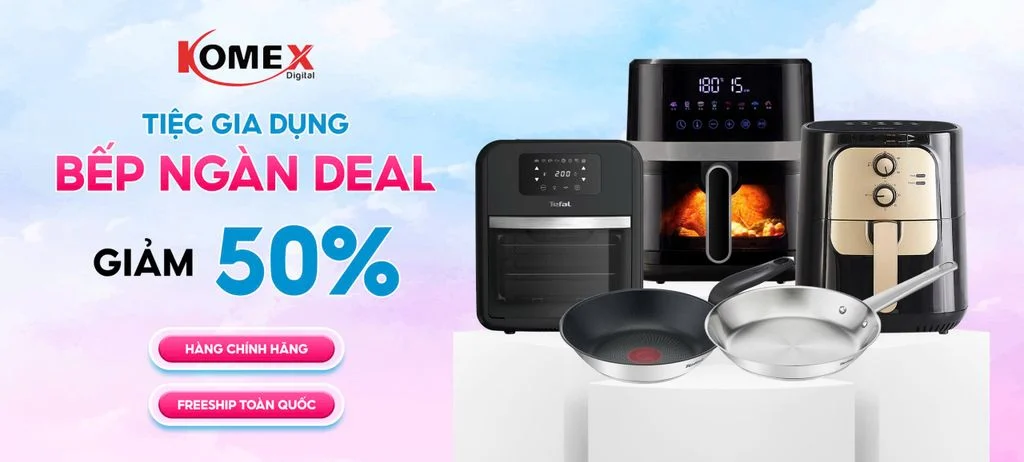 KOMEX
Digital
TIỆC GIA DỤNG
BẾP NGÀN DEAL
GIẢM 50%
HÀNG CHÍNH HÃNG
FREESHIP TOÀN QUỐC
180° 15
200
Tefal
Tefal